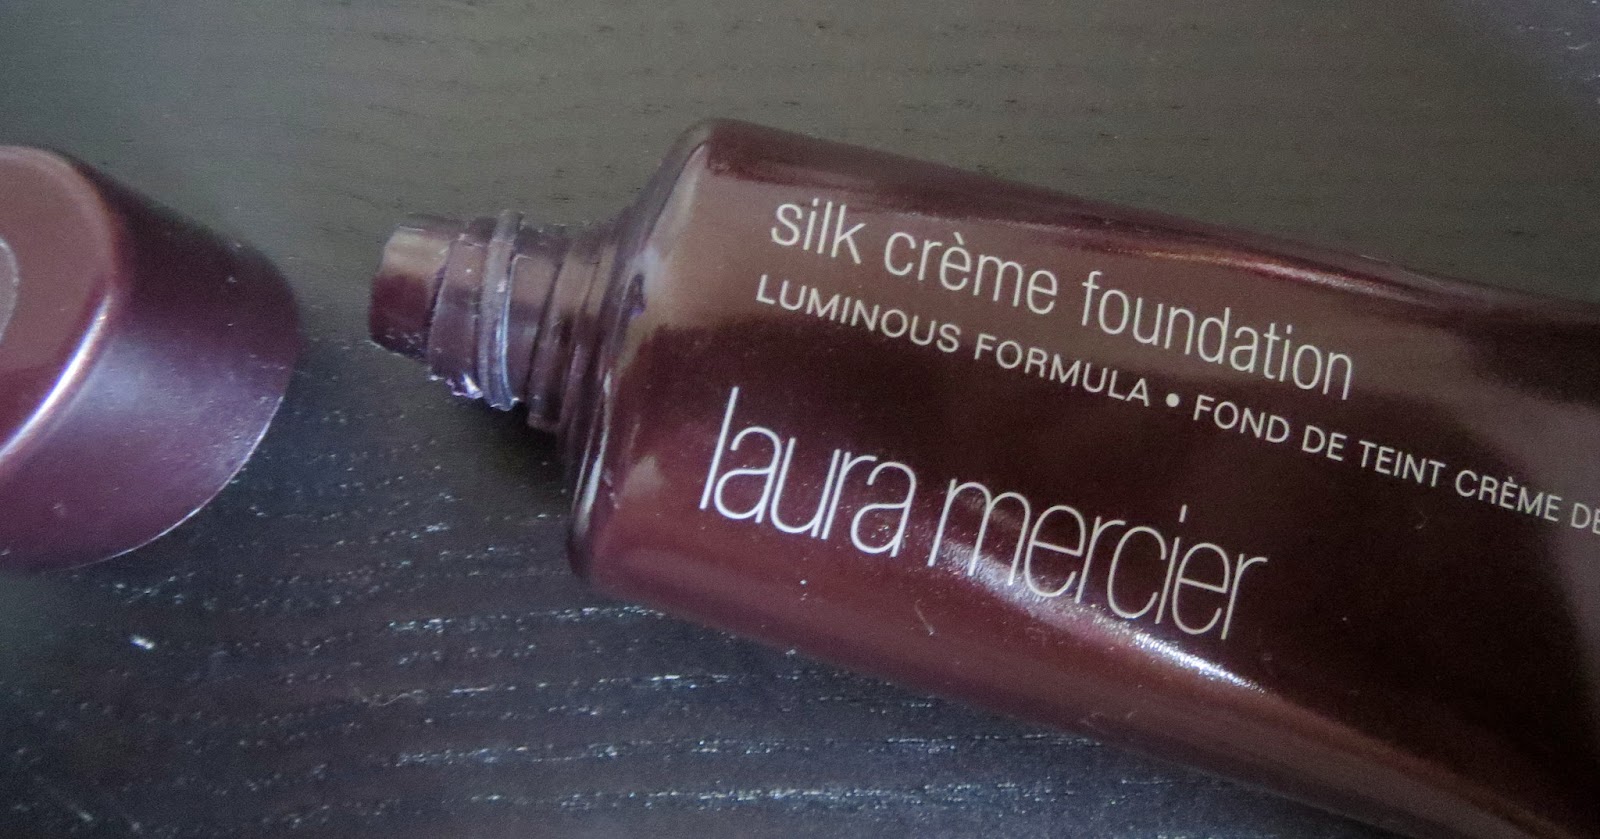 silk crème foundation
LUMINOUS FORMULA • FOND DE TEINT CRÈME DE
laura mercier